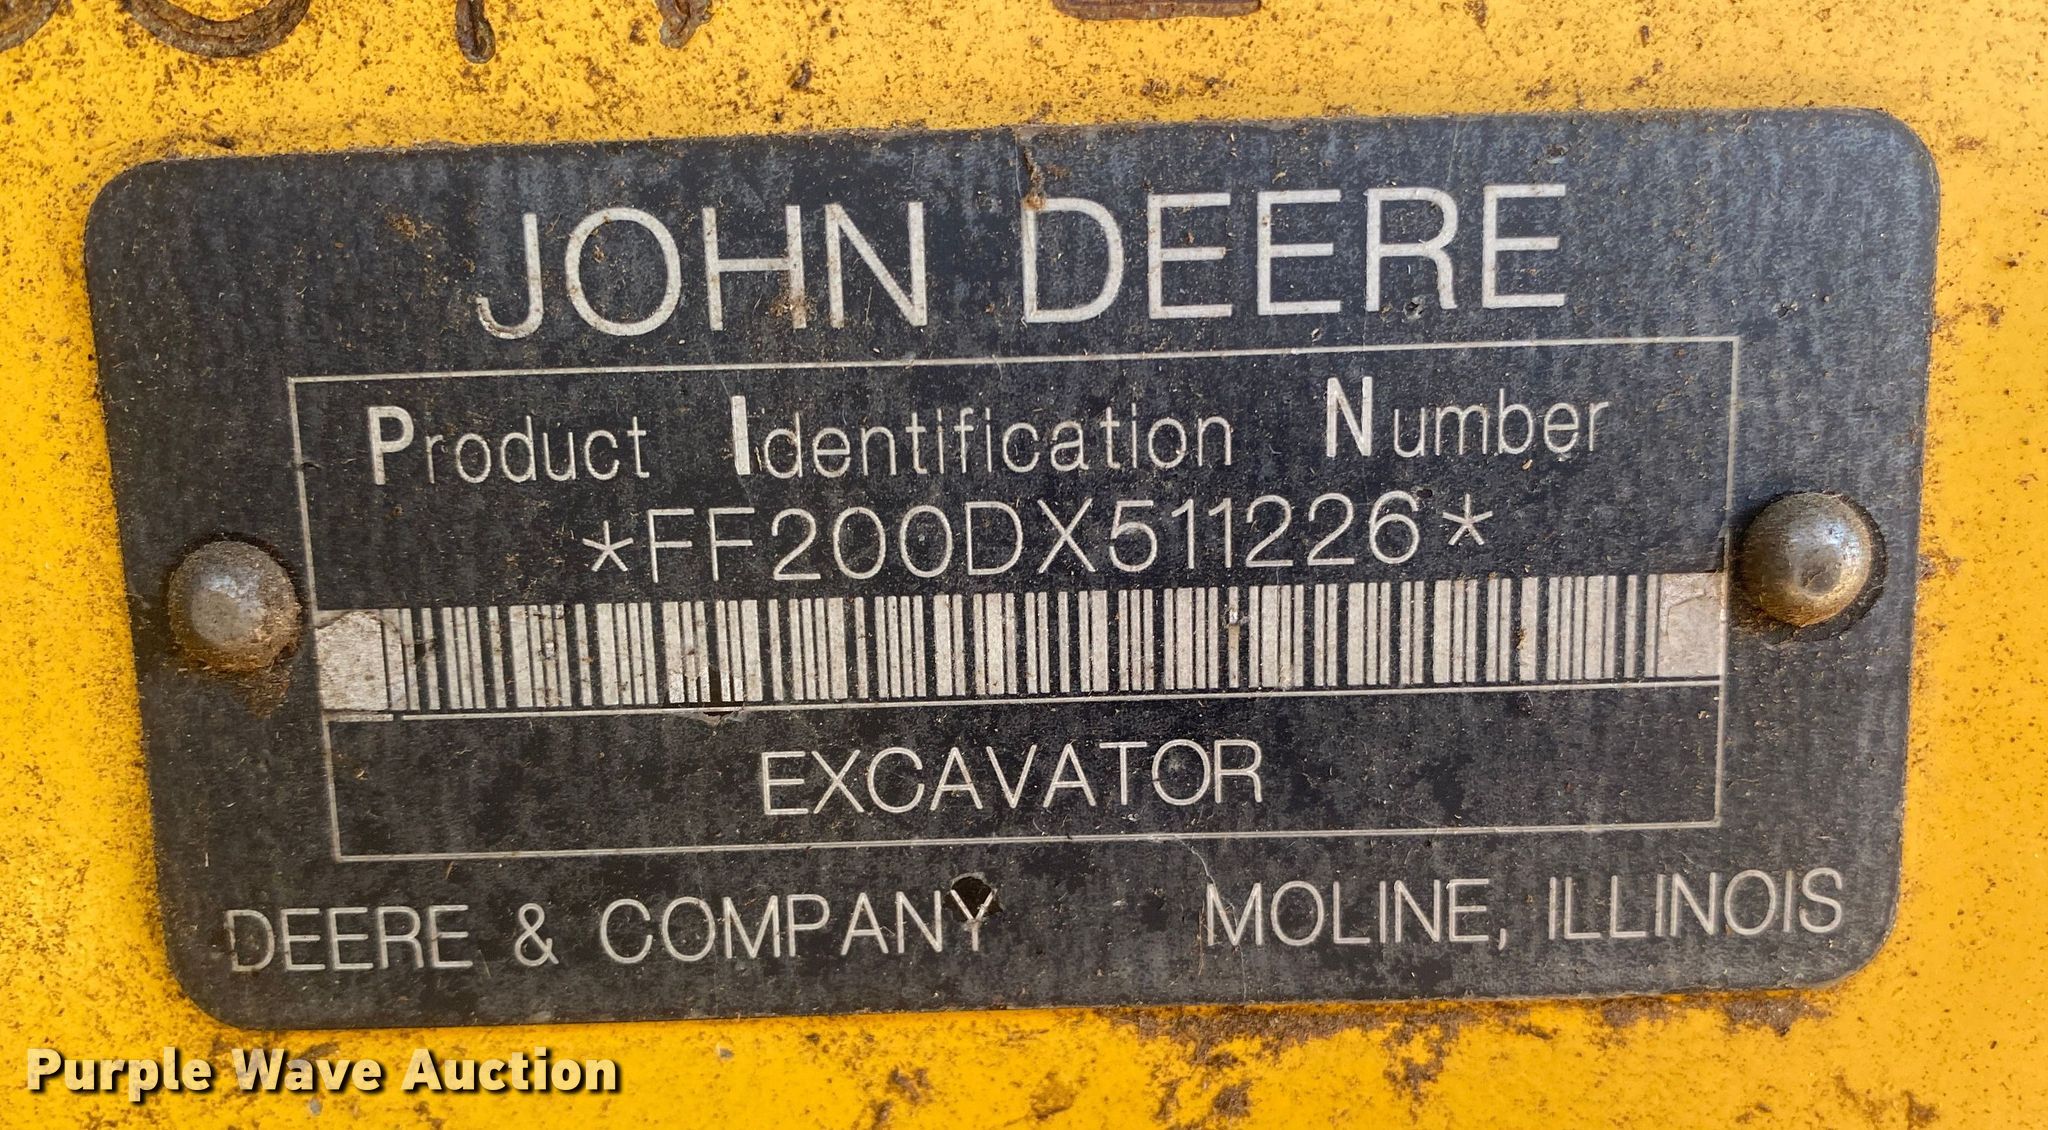 JOHN DEERE
Product Identification Number
*FF200DX511226*
EXCAVATOR
DEERE & COMPANY MOLINE, ILLINOIS
Purple Wave Auction